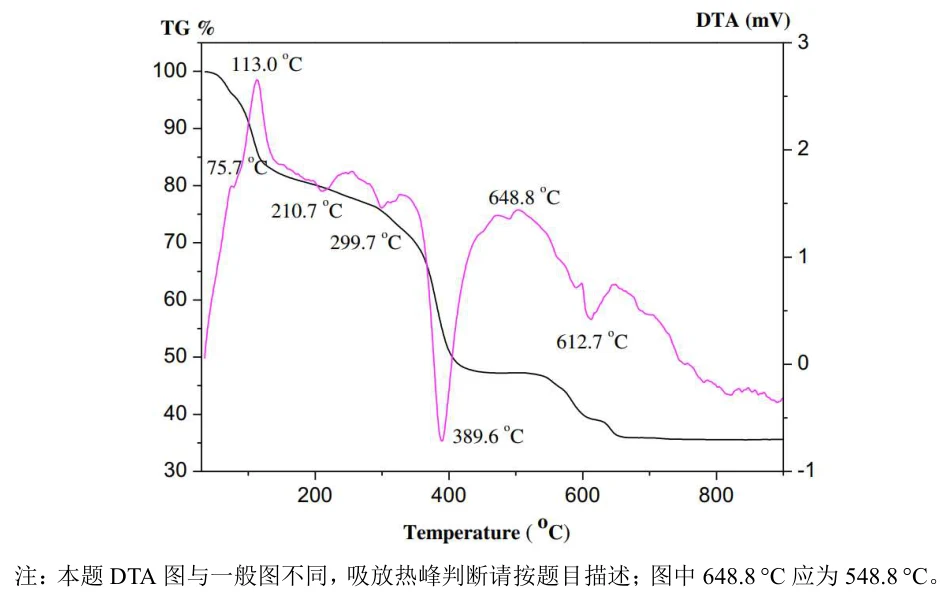 TG %
DTA (mV)
3
113.0 °C
100
90
2
75.7 °C
80
210.7 °C
648.8 °C
299.7 °C
70
1
60
612.7 °C
50
0
40
389.6 °C
30
-1
200
400
600
800
Temperature ( °C)
注：本题 DTA 图与一般图不同，吸放热峰判断请按题目描述；图中 648.8 °C 应为 548.8 °C。